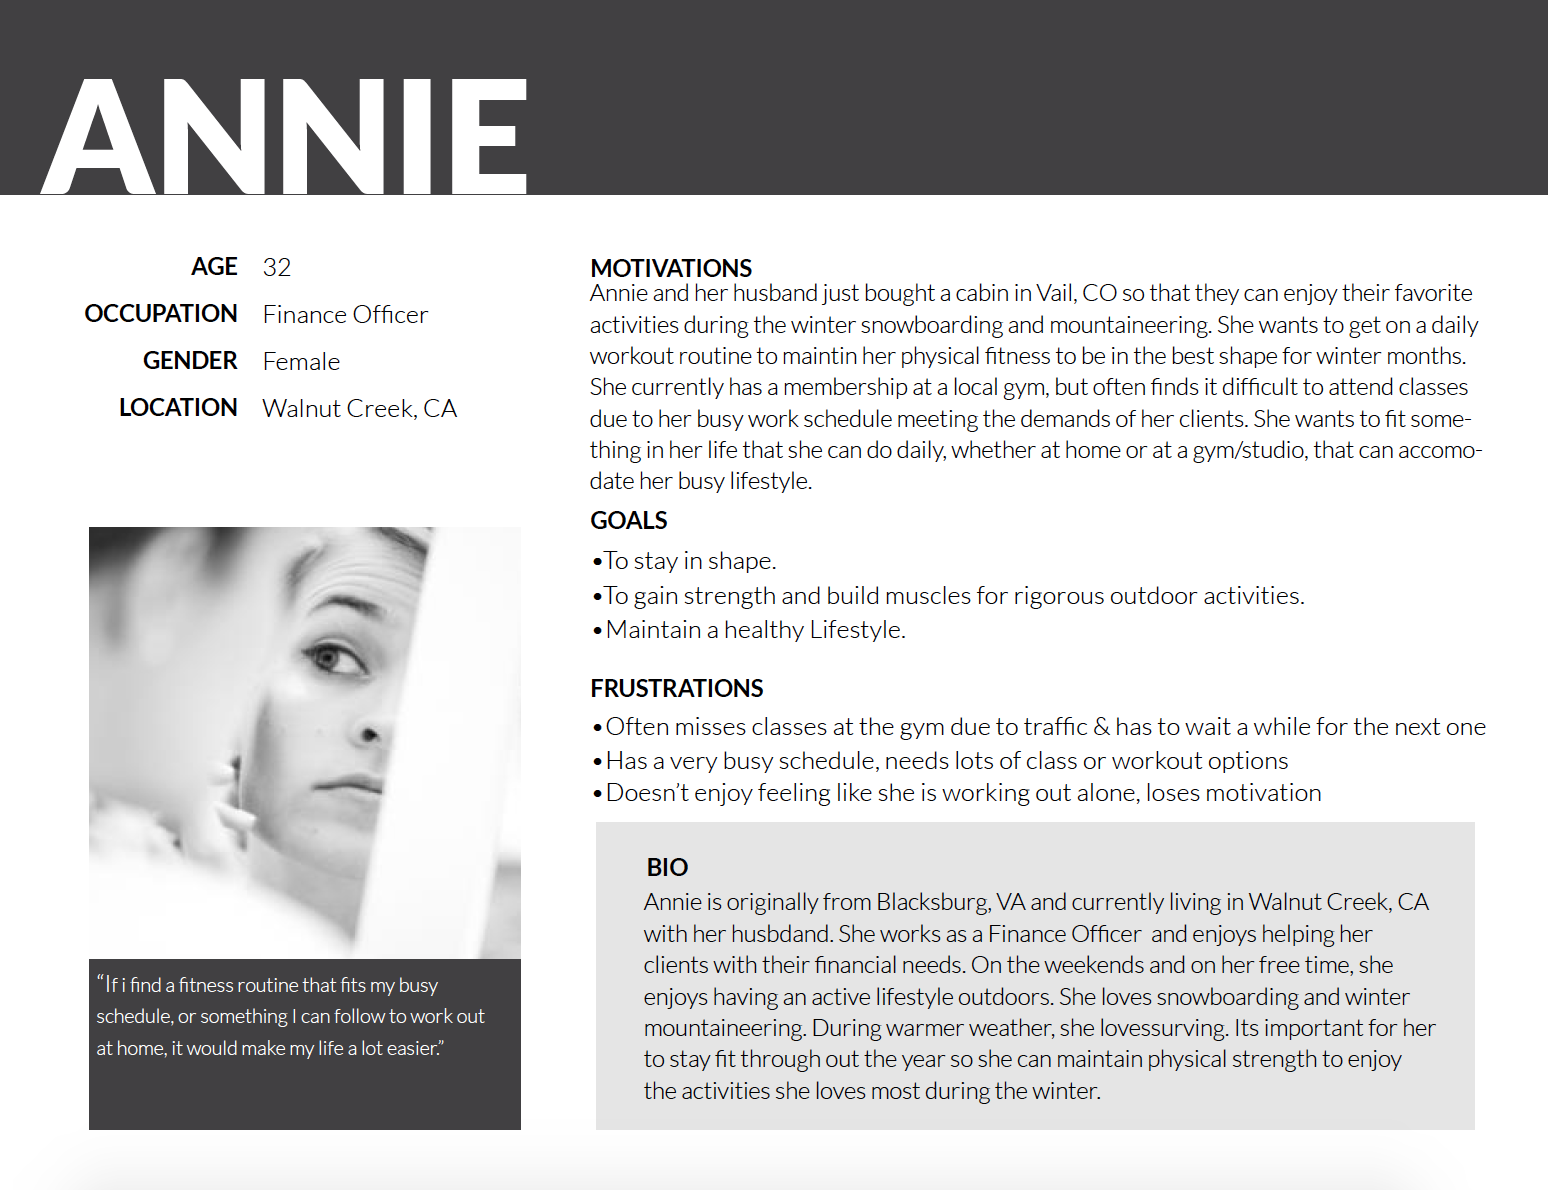 ANNIE
AGE 32
OCCUPATION Finance Officer
GENDER Female
LOCATION Walnut Creek, CA
“If i find a fitness routine that fits my busy
schedule, or something I can follow to work out
at home, it would make my life a lot easier.”
MOTIVATIONS
Annie and her husband just bought a cabin in Vail, CO so that they can enjoy their favorite
activities during the winter snowboarding and mountaineering. She wants to get on a daily
workout routine to maintin her physical fitness to be in the best shape for winter months.
She currently has a membership at a local gym, but often finds it difficult to attend classes
due to her busy work schedule meeting the demands of her clients. She wants to fit some-
thing in her life that she can do daily, whether at home or at a gym/studio, that can accomo-
date her busy lifestyle.
GOALS
•To stay in shape.
•To gain strength and build muscles for rigorous outdoor activities.
•Maintain a healthy Lifestyle.
FRUSTRATIONS
•Often misses classes at the gym due to traffic & has to wait a while for the next one
•Has a very busy schedule, needs lots of class or workout options
•Doesn’t enjoy feeling like she is working out alone, loses motivation
BIO
Annie is originally from Blacksburg, VA and currently living in Walnut Creek, CA
with her husbdand. She works as a Finance Officer and enjoys helping her
clients with their financial needs. On the weekends and on her free time, she
enjoys having an active lifestyle outdoors. She loves snowboarding and winter
mountaineering. During warmer weather, she lovessurving. Its important for her
to stay fit through out the year so she can maintain physical strength to enjoy
the activities she loves most during the winter.